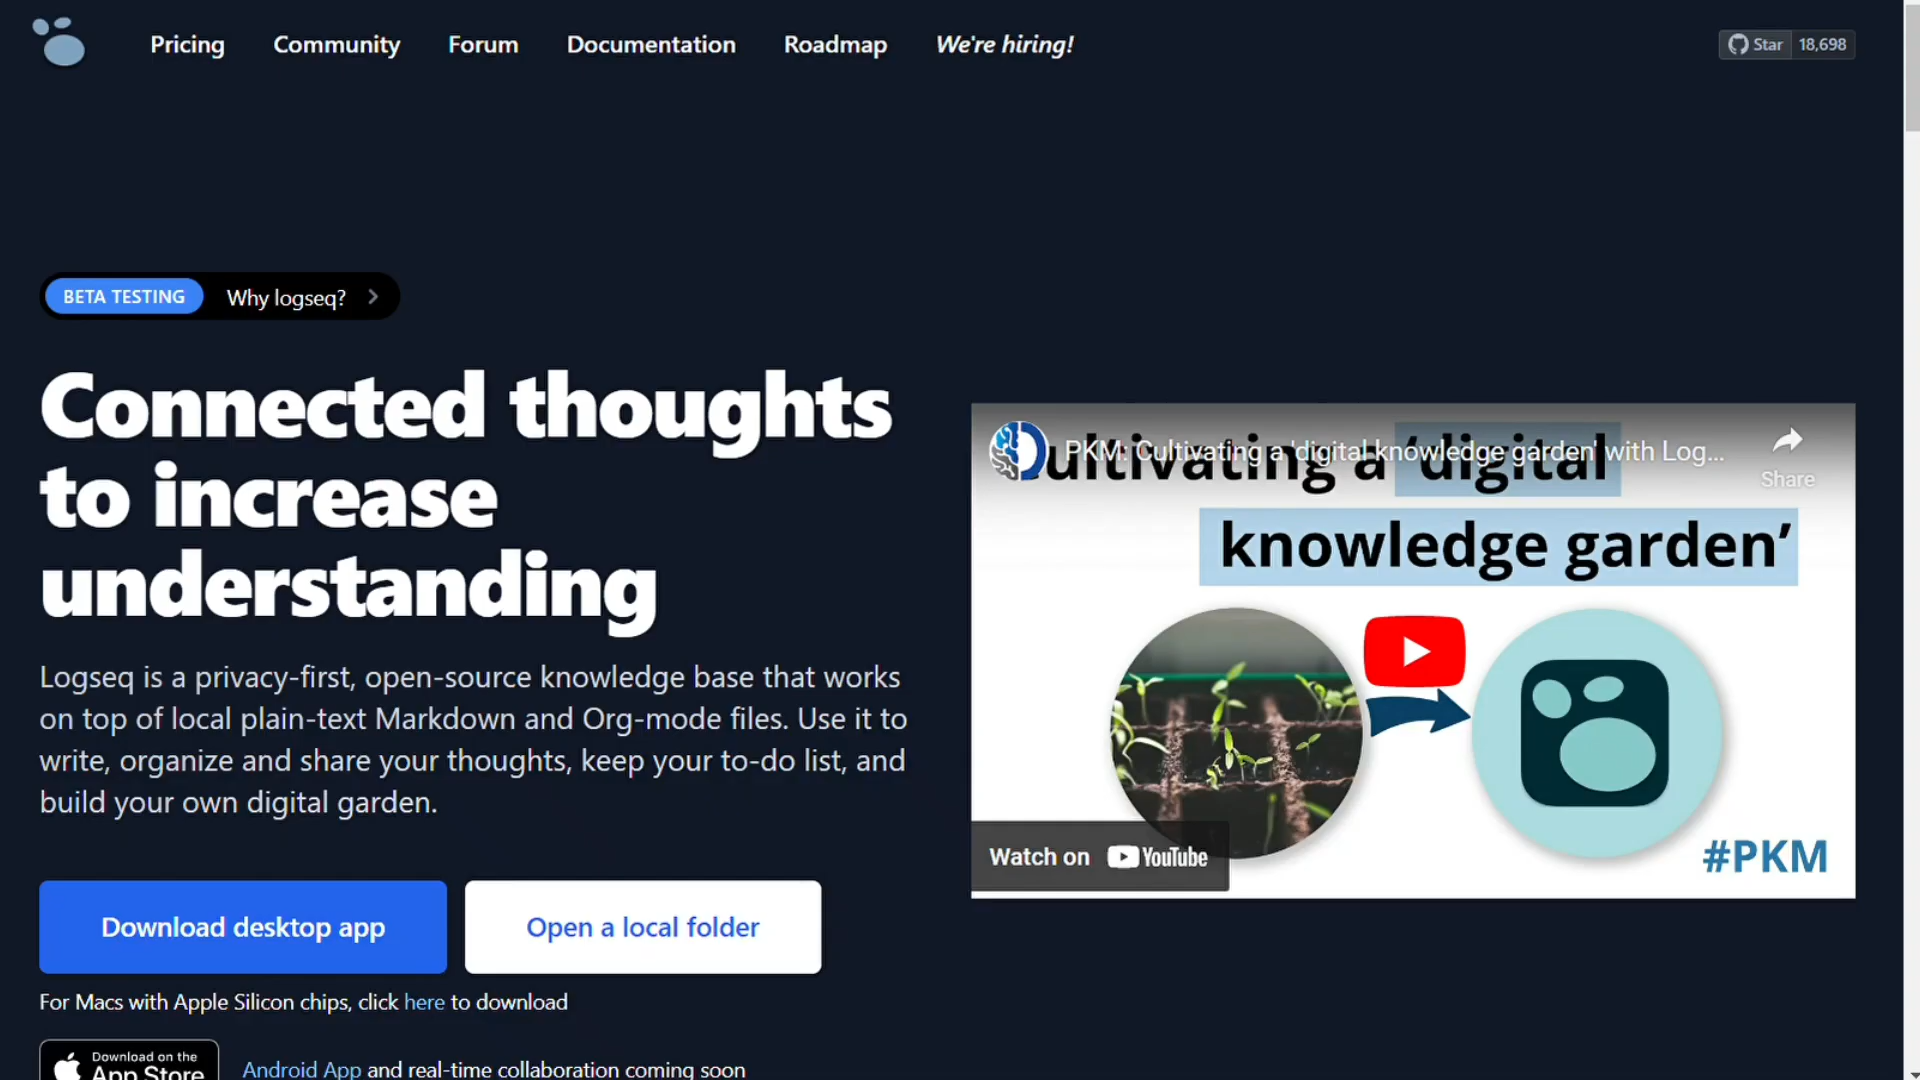 Pricing Community Forum Documentation Roadmap We're hiring! Star 18,698
BETA TESTING Why logseq?
Connected thoughts
to increase
understanding
Logseq is a privacy-first, open-source knowledge base that works
on top of local plain-text Markdown and Org-mode files. Use it to
write, organize and share your thoughts, keep your to-do list, and
build your own digital garden.
Download desktop app Open a local folder
For Macs with Apple Silicon chips, click here to download
Download on the
App Store
Android App and real-time collaboration coming soon
PKM: Cultivating a 'digital knowledge garden' with Log...
Share
Cultivating a ‘digital
knowledge garden’
Watch on YouTube
#PKM